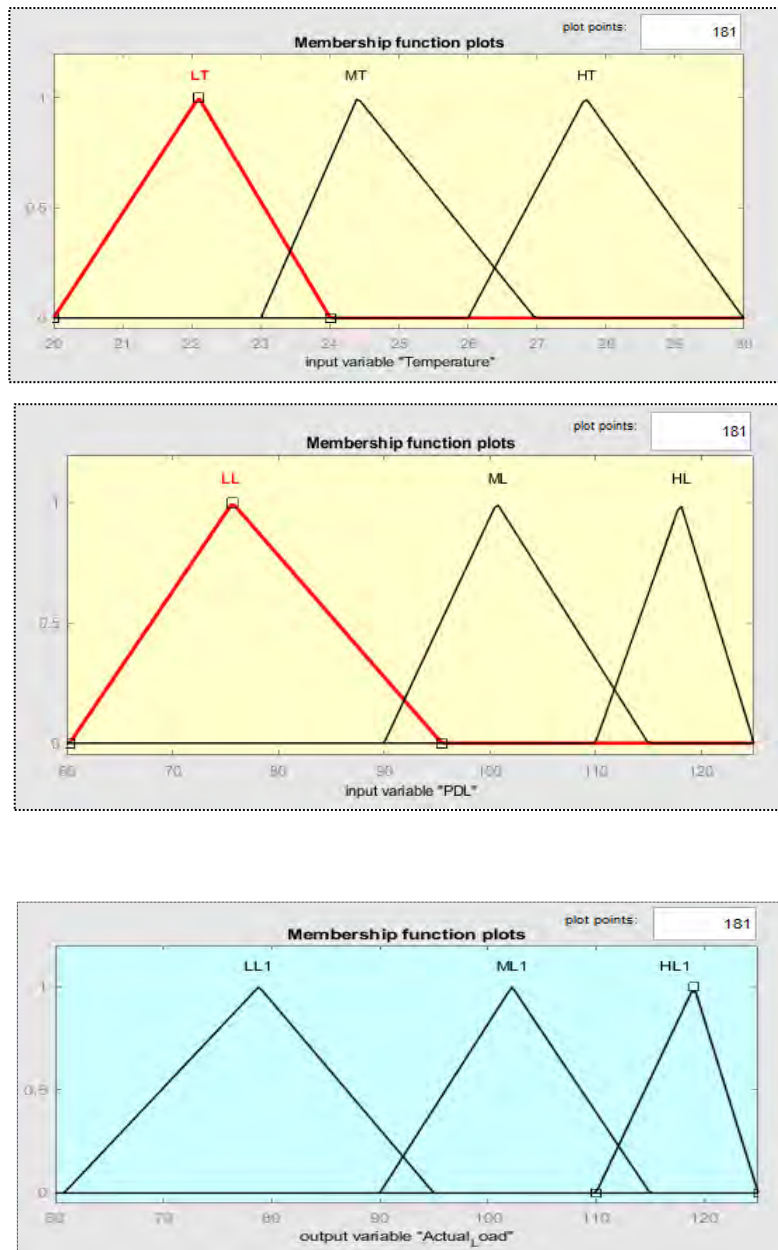 plot points: 181
Membership function plots
LT MT HT
1
0.5
0
20 21 22 23 24 25 26 27 28 29 30
input variable "Temperature"
plot points: 181
Membership function plots
LL ML HL
1
0.5
0
60 70 80 90 100 110 120
input variable "PDL"
plot points: 181
Membership function plots
LL1 ML1 HL1
1
0.5
0
60 70 80 90 100 110 120
output variable "ActualLoad"